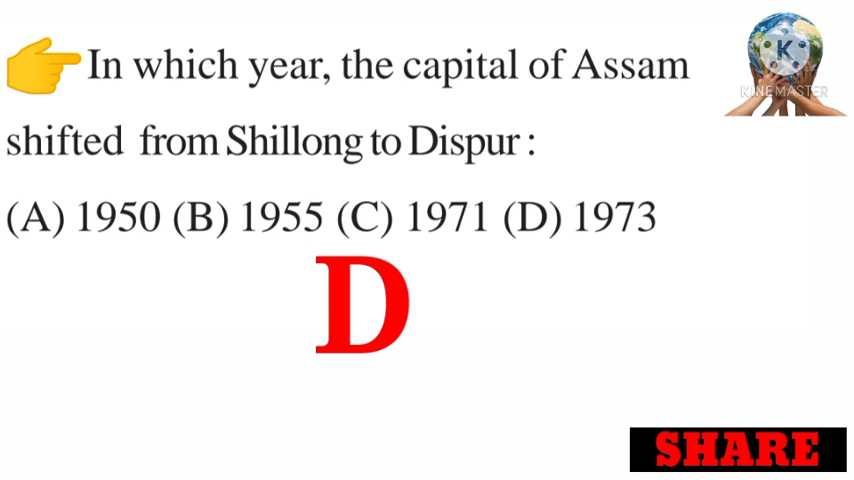 In which year, the capital of Assam
shifted from Shillong to Dispur :
(A) 1950 (B) 1955 (C) 1971 (D) 1973
D
K
KINEMASTER
SHARE